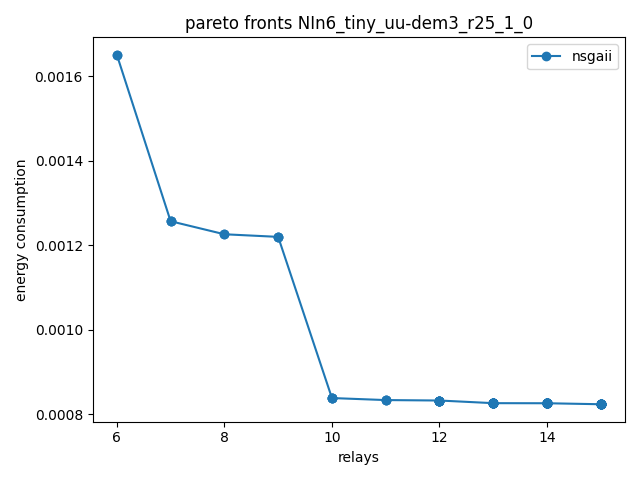 pareto fronts NIn6_tiny_uu-dem3_r25_1_0
nsgaii
0.0016
0.0014
0.0012
0.0010
0.0008
energy consumption
6 8 10 12 14
relays